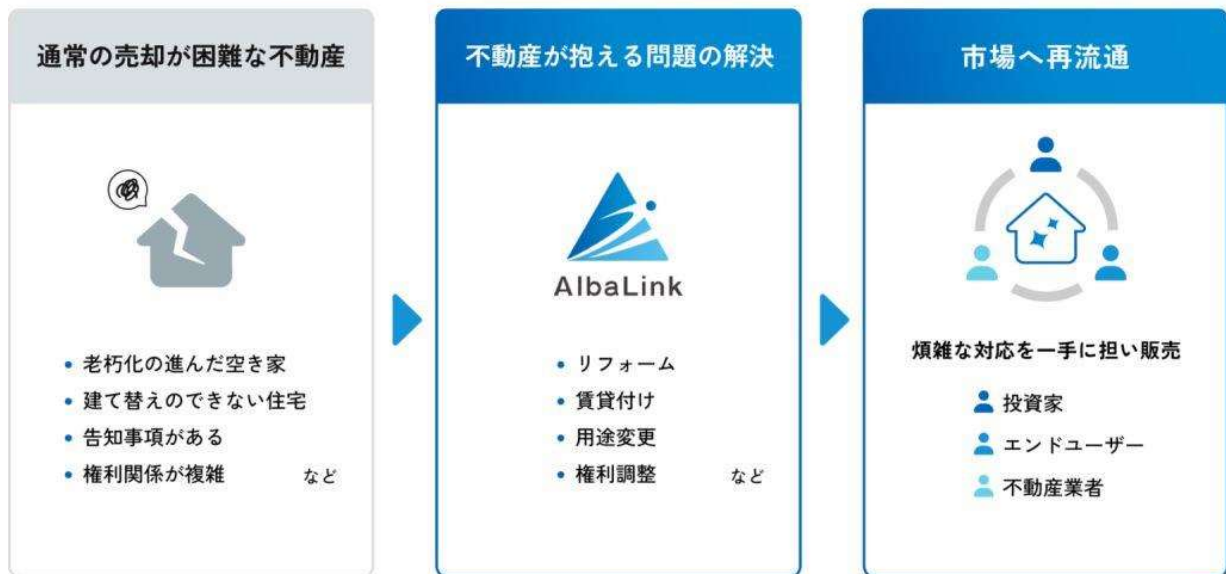 通常の売却が困難な不動産
老朽化の進んだ空き家
建て替えのできない住宅
告知事項がある
権利関係が複雑 など
不動産が抱える問題の解決
AlbaLink
リフォーム
賃貸付け
用途変更
権利調整 など
市場へ再流通
煩雑な対応を一手に担い販売
投資家
エンドユーザー
不動産業者